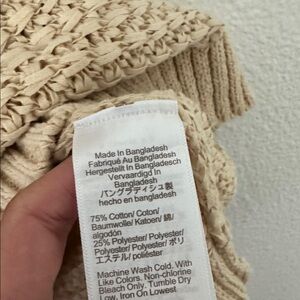 Made In Bangladesh
Fabriqué Au Bangladesh
Hergestellt In Bangladesch
Vervaardigd In
Bangladesh
バングラディシュ製
hecho en bangladesh
75% Cotton/ Coton/
Baumwolle/ Katoen/ 綿/
algodón
25% Polyester/ Polyester/
Polyester/ Polyester/ ポリ
エステル/ poliéster
Machine Wash Cold. With
Like Colors. Non-chlorine
Bleach Only. Tumble Dry
Low. Iron On Lowest